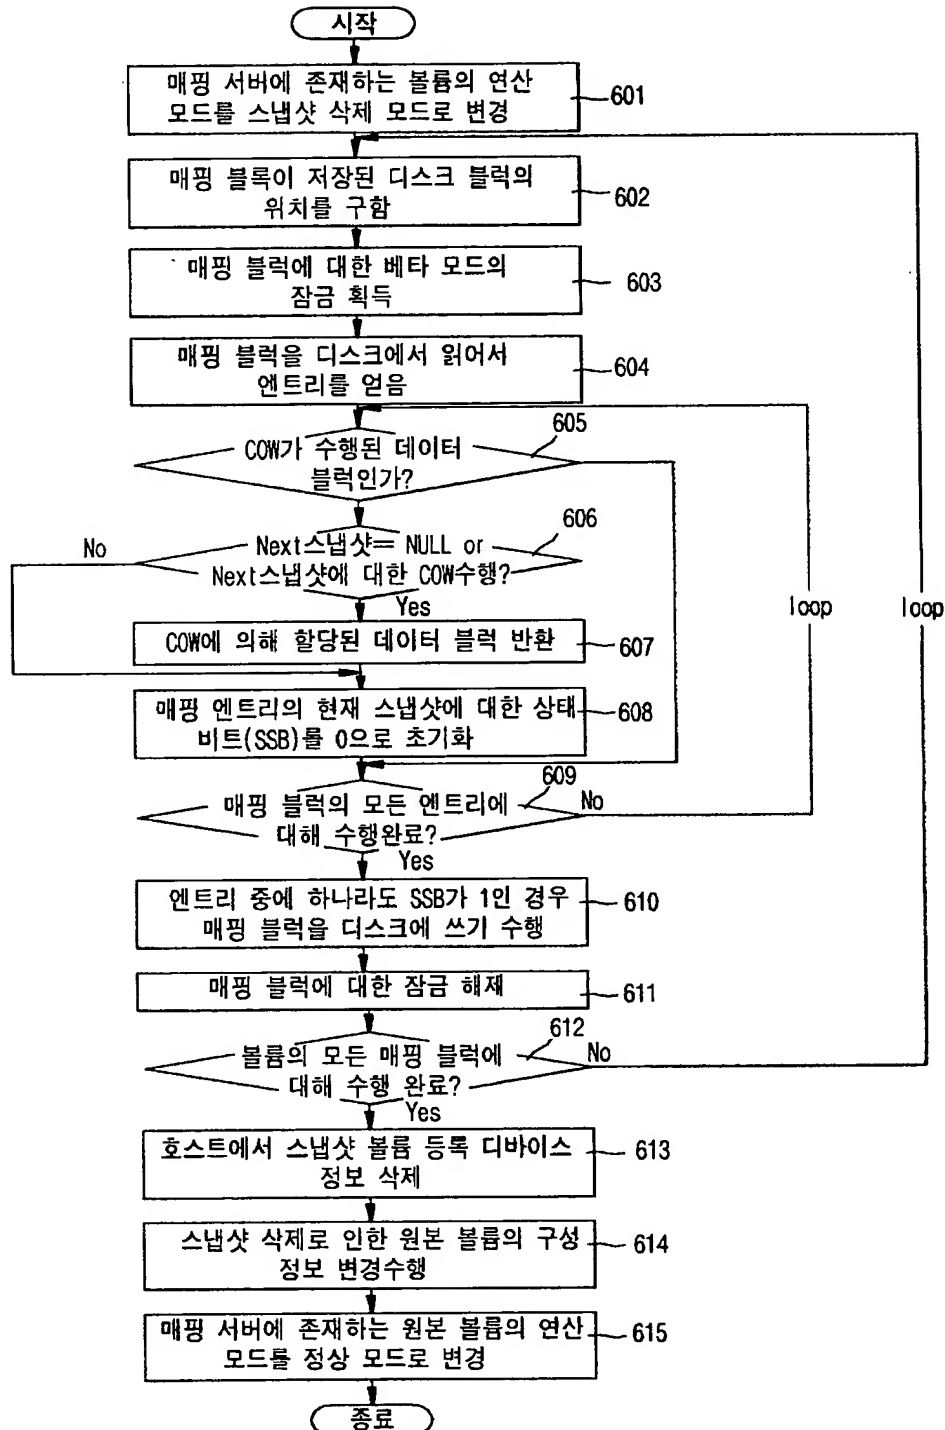 시작
매핑 서버에 존재하는 볼륨의 연산
모드를 스냅샷 삭제 모드로 변경
601
매핑 블록이 저장된 디스크 블럭의
위치를 구함
602
매핑 블럭에 대한 베타 모드의
잠금 획득
603
매핑 블럭을 디스크에서 읽어서
엔트리를 얻음
604
605
COW가 수행된 데이터
블럭인가?
606
No
Next스냅샷== NULL or
Next스냅샷에 대한 COW수행?
Yes
loop
loop
COW에 의해 할당된 데이터 블럭 반환
607
매핑 엔트리의 현재 스냅샷에 대한 상태
비트(SSB)를 0으로 초기화
608
609
매핑 블럭의 모든 엔트리에
대해 수행완료?
No
Yes
엔트리 중에 하나라도 SSB가 1인 경우
매핑 블럭을 디스크에 쓰기 수행
610
매핑 블럭에 대한 잠금 해재
611
612
볼륨의 모든 매핑 블럭에
대해 수행 완료?
No
Yes
호스트에서 스냅샷 볼륨 등록 디바이스
정보 삭제
613
스냅샷 삭제로 인한 원본 볼륨의 구성
정보 변경수행
614
매핑 서버에 존재하는 원본 볼륨의 연산
모드를 정상 모드로 변경
615
종료